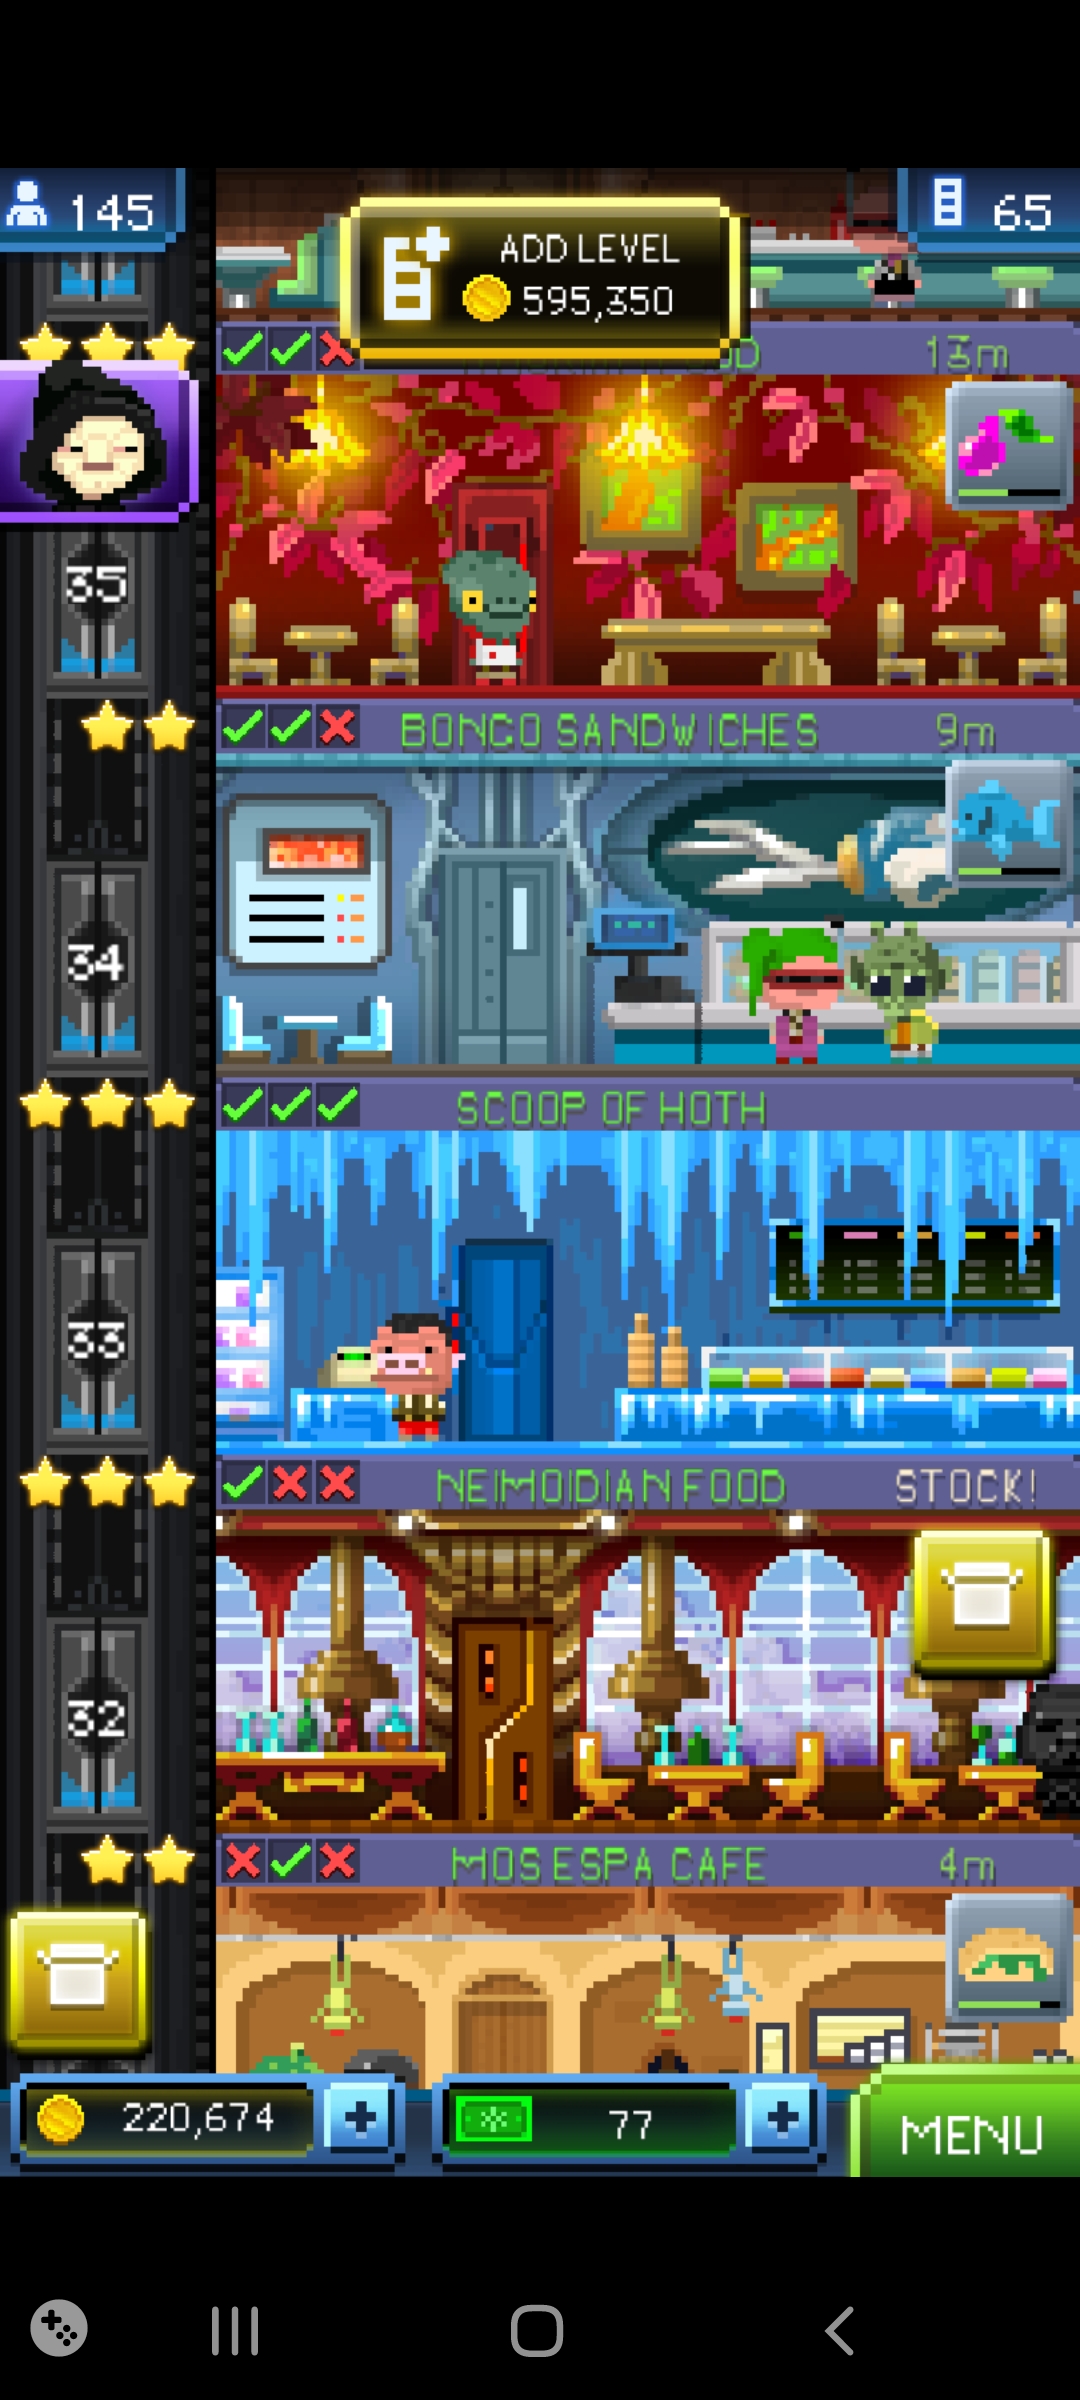 145
65
ADD LEVEL
595,350
13m
35
BONGO SANDWICHES 9m
34
SCOOP OF HOTH
33
NEIMOIDIAN FOOD STOCK!
32
MOS ESPA CAFE 4m
220,674
77
MENU